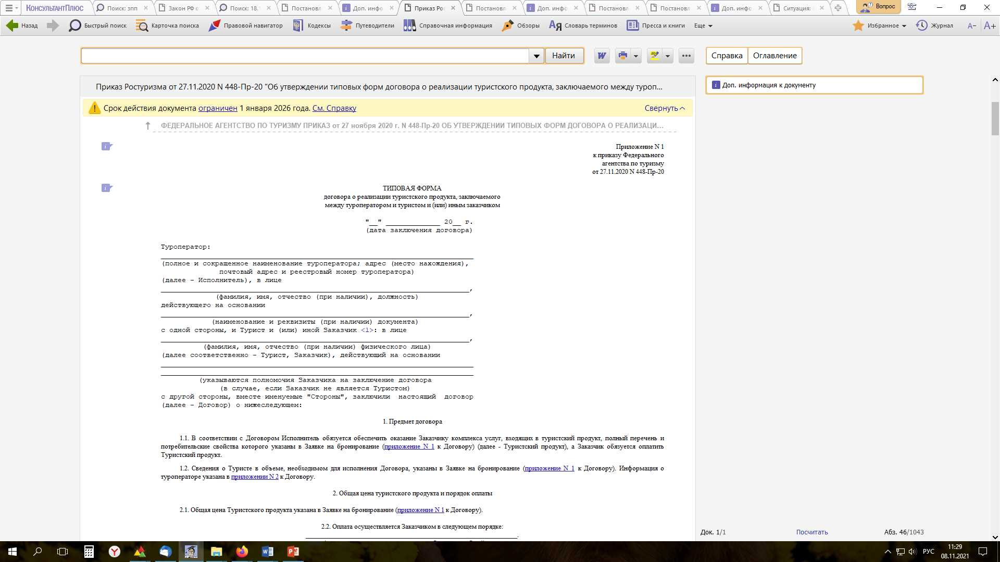 КонсультантПлюс
Поиск: зпп
Закон РФ о
Поиск: 18.1
Постановл
Доп. инфо
Приказ Ро
Постановл
Доп. инфо
Постановл
Постановл
Доп. инфо
Ситуация:
Вопрос
Назад
Быстрый поиск
Карточка поиска
Правовой навигатор
Кодексы
Путеводители
Справочная информация
Обзоры
Словарь терминов
Пресса и книги
Еще
Избранное
Журнал
А−
А+
Найти
Справка
Оглавление
Приказ Ростуризма от 27.11.2020 N 448-Пр-20 "Об утверждении типовых форм договора о реализации туристского продукта, заключаемого между туроп...
Доп. информация к документу
Срок действия документа ограничен 1 января 2026 года. См. Справку
Свернуть
ФЕДЕРАЛЬНОЕ АГЕНТСТВО ПО ТУРИЗМУ ПРИКАЗ от 27 ноября 2020 г. N 448-Пр-20 ОБ УТВЕРЖДЕНИИ ТИПОВЫХ ФОРМ ДОГОВОРА О РЕАЛИЗАЦИ...
Приложение N 1
к приказу Федерального
агентства по туризму
от 27.11.2020 N 448-Пр-20
ТИПОВАЯ ФОРМА
договора о реализации туристского продукта, заключаемого
между туроператором и туристом и (или) иным заказчиком
"__" _____________ 20__ г.
(дата заключения договора)
Туроператор:
(полное и сокращенное наименование туроператора; адрес (место нахождения),
почтовый адрес и реестровый номер туроператора)
(далее - Исполнитель), в лице
(фамилия, имя, отчество (при наличии), должность)
действующего на основании
(наименование и реквизиты (при наличии) документа)
с одной стороны, и Турист и (или) иной Заказчик <1>: в лице
(фамилия, имя, отчество (при наличии) физического лица)
(далее соответственно - Турист, Заказчик), действующий на основании
(указываются полномочия Заказчика на заключение договора
(в случае, если Заказчик не является Туристом)
с другой стороны, вместе именуемые "Стороны", заключили настоящий договор
(далее - Договор) о нижеследующем:
1. Предмет договора
1.1. В соответствии с Договором Исполнитель обязуется обеспечить оказание Заказчику комплекса услуг, входящих в туристский продукт, полный перечень и
потребительские свойства которого указаны в Заявке на бронирование (приложение N 1 к Договору) (далее - Туристский продукт), а Заказчик обязуется оплатить
Туристский продукт.
1.2. Сведения о Туристе в объеме, необходимом для исполнения Договора, указаны в Заявке на бронирование (приложение N 1 к Договору). Информация о
туроператоре указана в приложении N 2 к Договору.
2. Общая цена туристского продукта и порядок оплаты
2.1. Общая цена Туристского продукта указана в Заявке на бронирование (приложение N 1 к Договору).
2.2. Оплата осуществляется Заказчиком в следующем порядке:
Док. 1/1
Посчитать
Абз. 46/1043
РУС
11:29
08.11.2021